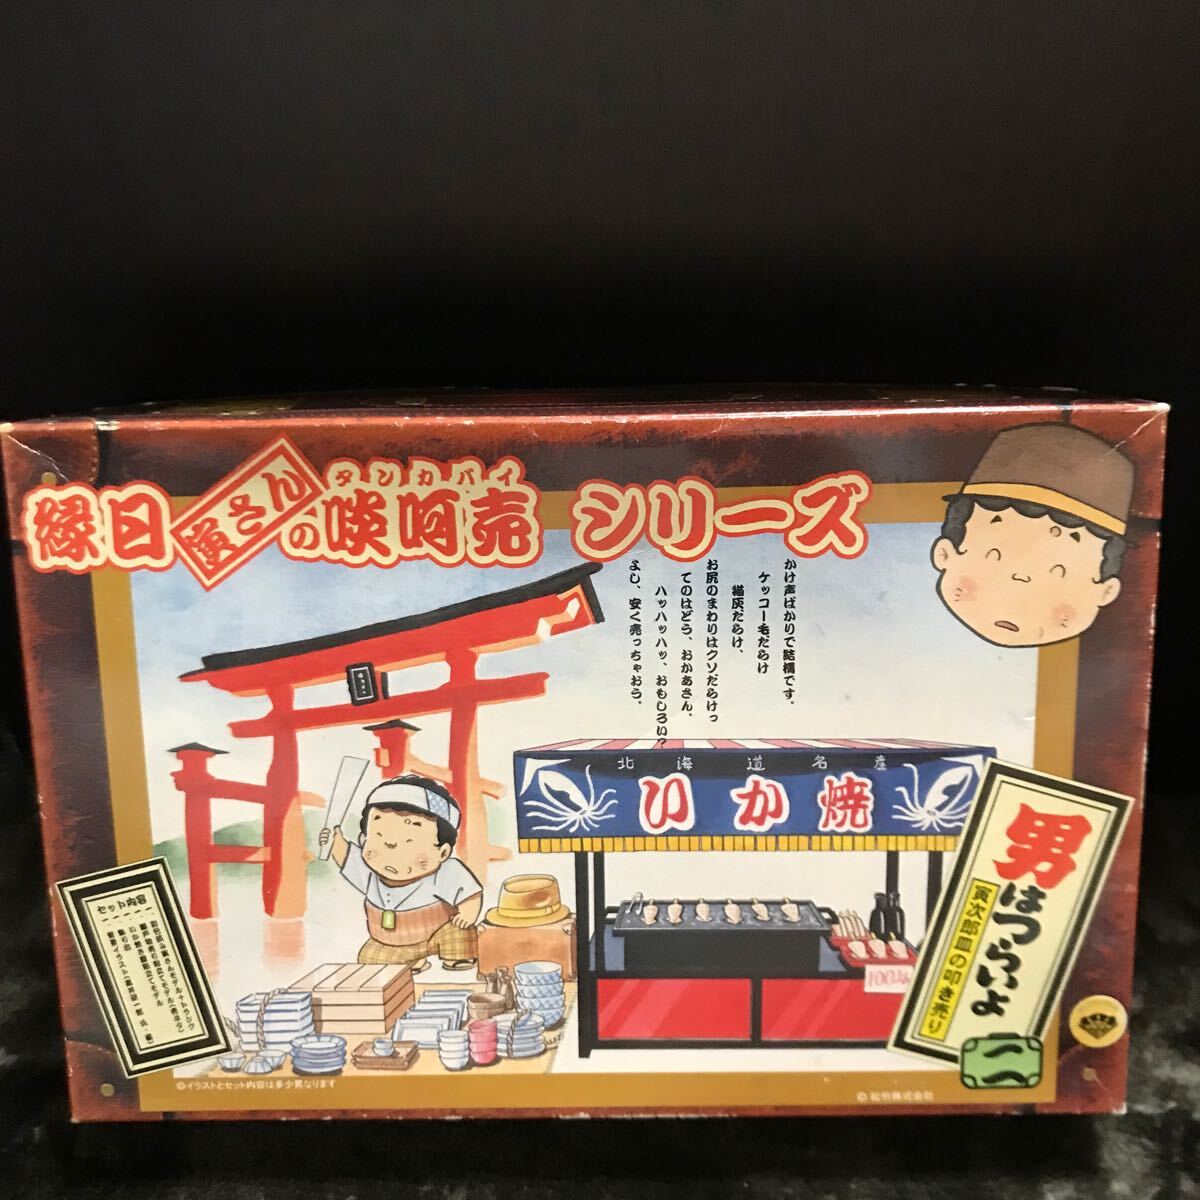 縁日寅さんの啖呵売シリーズ
タンカバイ
かけ声ばかりで結構です。
ケッコー毛だらけ
猫灰だらけ、
お尻のまわりはクソだらけっ
てのはどう、おかあさん、
ハッハッハッ、おもしろい?
よし、安く売っちゃおう。
北海道名産
いか焼
100円
男はつらいよ
寅次郎皿の叩き売り
二
セット内容
©イラストとセット内容は多少異なります
© 松竹株式会社